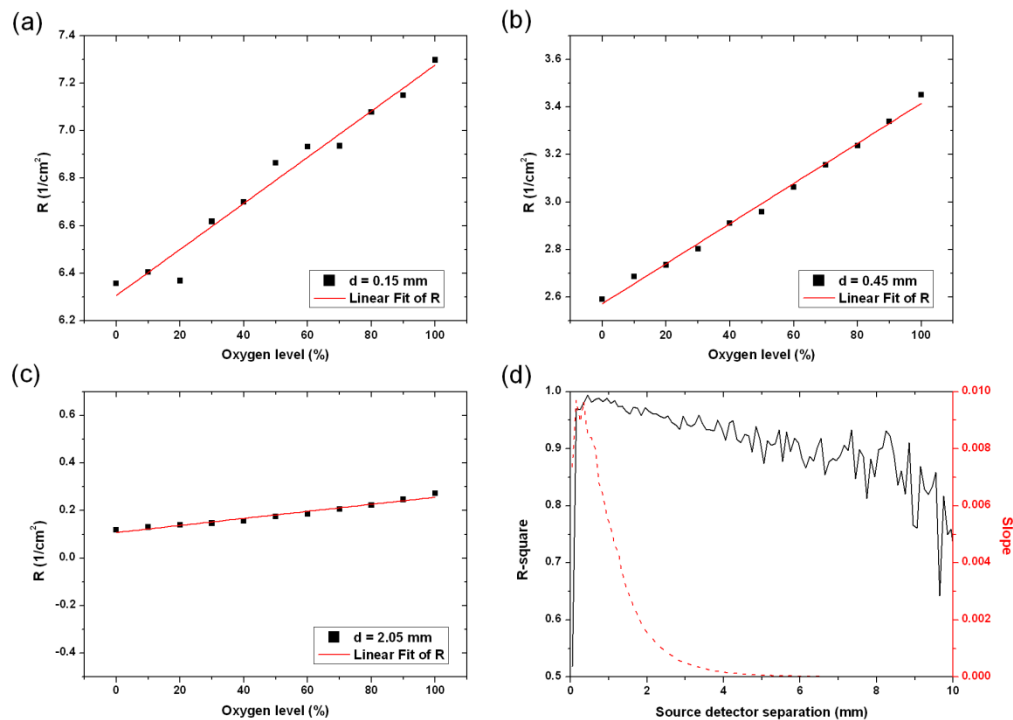 (a)
7.4
7.2
7.0
6.8
6.6
6.4
6.2
R (1/cm²)
0 20 40 60 80 100
Oxygen level (%)
d = 0.15 mm
Linear Fit of R
(b)
3.6
3.4
3.2
3.0
2.8
2.6
R (1/cm²)
0 20 40 60 80 100
Oxygen level (%)
d = 0.45 mm
Linear Fit of R
(c)
0.6
0.4
0.2
0.0
-0.2
-0.4
R (1/cm²)
0 20 40 60 80 100
Oxygen level (%)
d = 2.05 mm
Linear Fit of R
(d)
1.0
0.9
0.8
0.7
0.6
0.5
R-square
0 2 4 6 8 10
Source detector separation (mm)
0.010
0.008
0.006
0.004
0.002
0.000
Slope